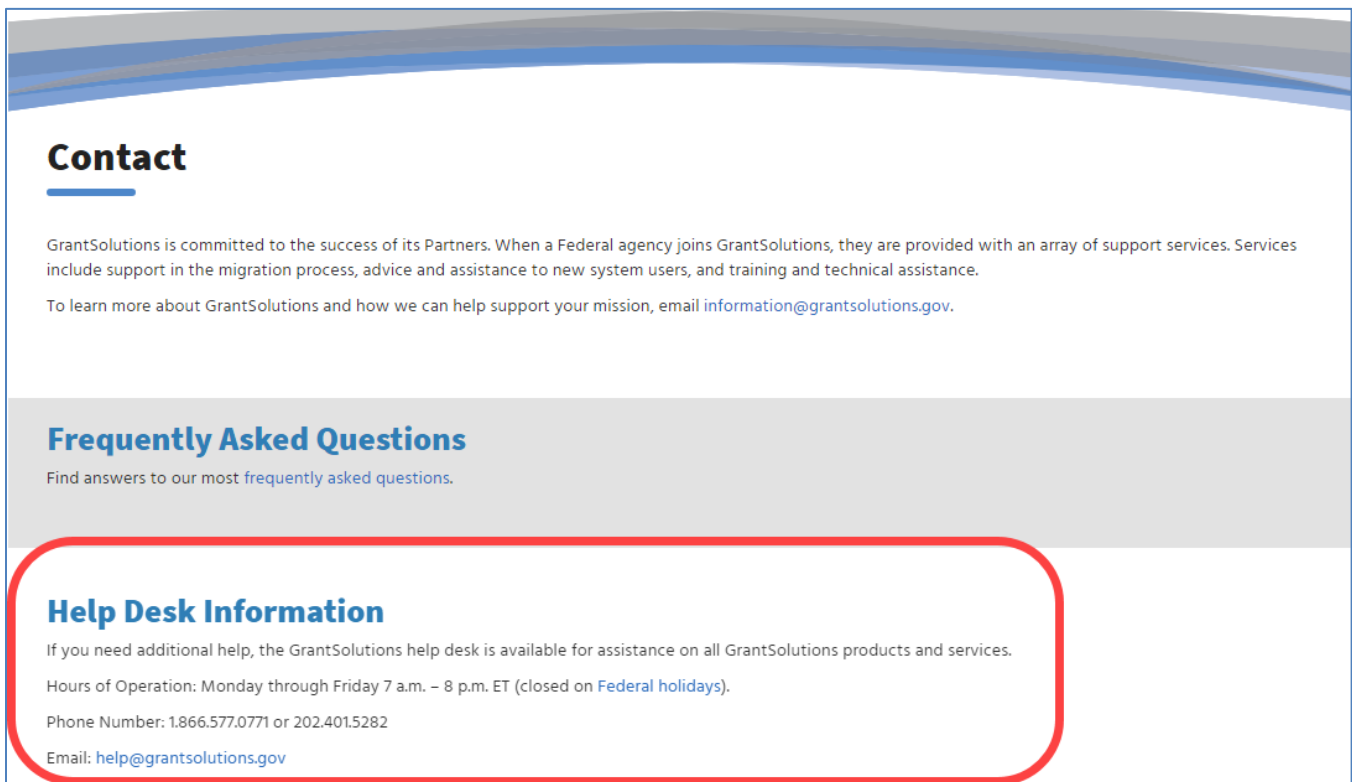 Contact
GrantSolutions is committed to the success of its Partners. When a Federal agency joins GrantSolutions, they are provided with an array of support services. Services
include support in the migration process, advice and assistance to new system users, and training and technical assistance.
To learn more about GrantSolutions and how we can help support your mission, email information@grantsolutions.gov.
Frequently Asked Questions
Find answers to our most frequently asked questions.
Help Desk Information
If you need additional help, the GrantSolutions help desk is available for assistance on all GrantSolutions products and services.
Hours of Operation: Monday through Friday 7 a.m. – 8 p.m. ET (closed on Federal holidays).
Phone Number: 1.866.577.0771 or 202.401.5282
Email: help@grantsolutions.gov